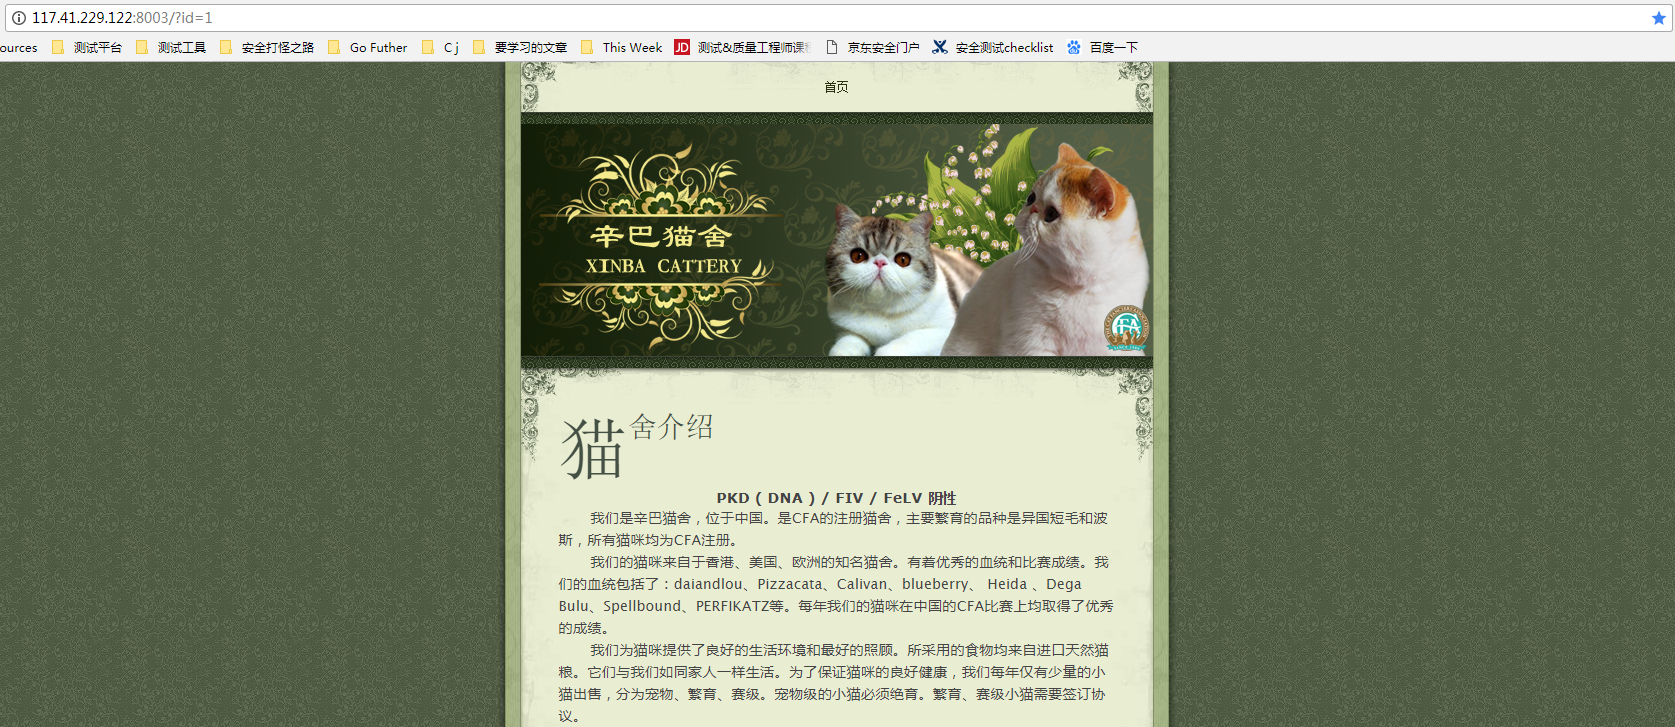 117.41.229.122:8003/?id=1
ources 测试平台 测试工具 安全打怪之路 Go Futher C j 要学习的文章 This Week JD 测试&质量工程师课程 京东安全门户 安全测试checklist 百度一下
首页
辛巴猫舍
XINBA CATTERY
CFA
猫舍介绍
PKD ( DNA ) / FIV / FeLV 阴性
我们是辛巴猫舍，位于中国。是CFA的注册猫舍，主要繁育的品种是异国短毛和波
斯，所有猫咪均为CFA注册。
我们的猫咪来自于香港、美国、欧洲的知名猫舍。有着优秀的血统和比赛成绩。我
们的血统包括了：daiandlou、Pizzacata、Calivan、blueberry、 Heida 、Dega
Bulu、Spellbound、PERFIKATZ等。每年我们的猫咪在中国的CFA比赛上均取得了优秀
的成绩。
我们为猫咪提供了良好的生活环境和最好的照顾。所采用的食物均来自进口天然猫
粮。它们与我们如同家人一样生活。为了保证猫咪的良好健康，我们每年仅有少量的小
猫出售，分为宠物、繁育、赛级。宠物级的小猫必须绝育。繁育、赛级小猫需要签订协
议。